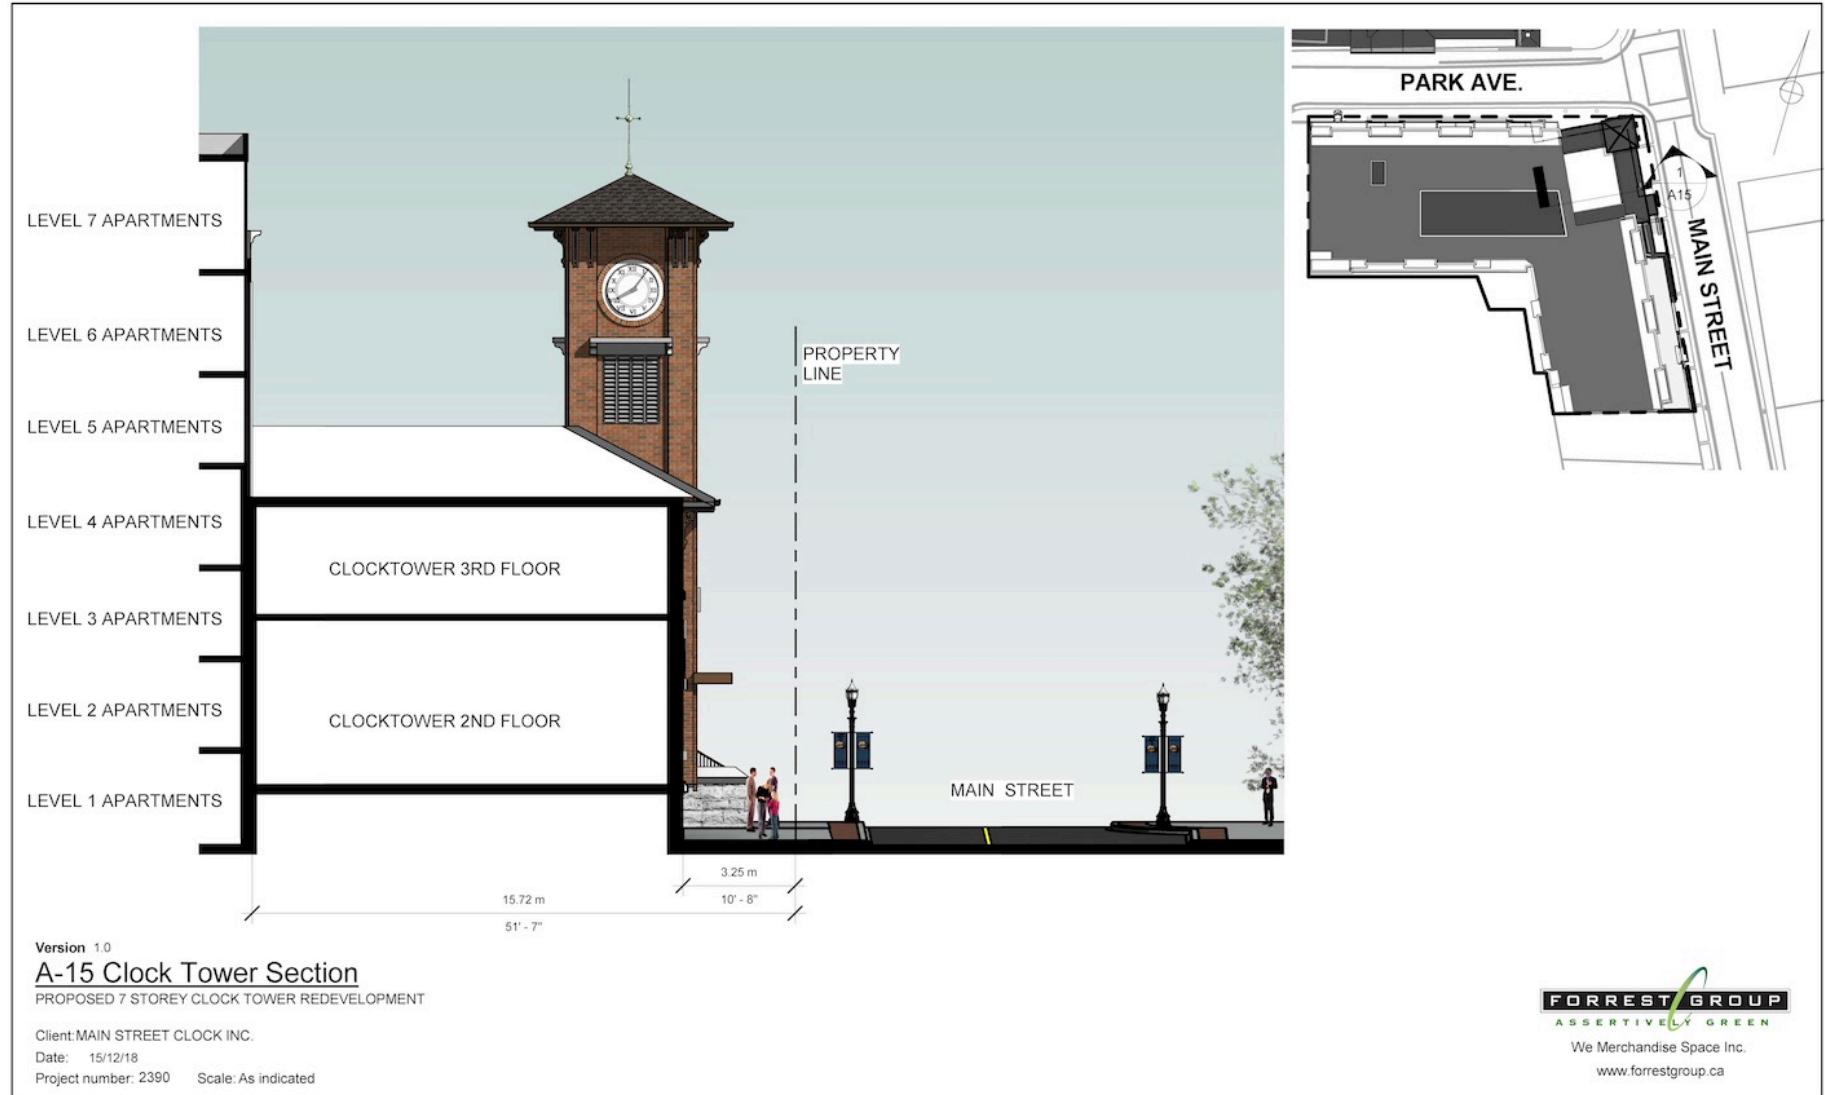 PARK AVE.
1
A15
MAIN STREET
LEVEL 7 APARTMENTS
LEVEL 6 APARTMENTS
PROPERTY
LINE
LEVEL 5 APARTMENTS
LEVEL 4 APARTMENTS
CLOCKTOWER 3RD FLOOR
LEVEL 3 APARTMENTS
LEVEL 2 APARTMENTS
CLOCKTOWER 2ND FLOOR
MAIN STREET
LEVEL 1 APARTMENTS
3.25 m
10' - 8"
15.72 m
51' - 7"
Version 1.0
A-15 Clock Tower Section
PROPOSED 7 STOREY CLOCK TOWER REDEVELOPMENT
Client: MAIN STREET CLOCK INC.
Date: 15/12/18
Project number: 2390 Scale: As indicated
FORREST GROUP
ASSERTIVELY GREEN
We Merchandise Space Inc.
www.forrestgroup.ca